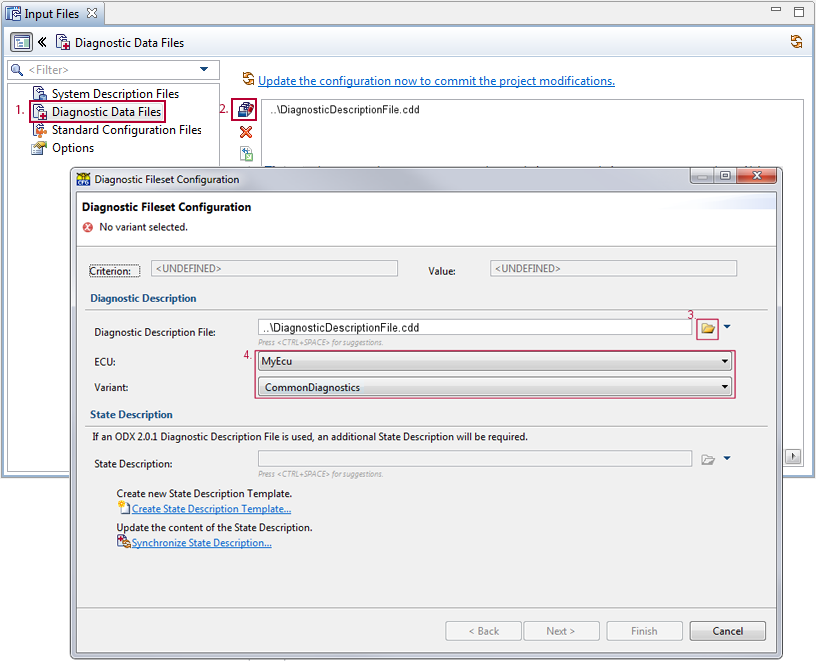 Input Files
Diagnostic Data Files
<Filter>
Update the configuration now to commit the project modifications.
System Description Files
1. Diagnostic Data Files
2.
..\DiagnosticDescriptionFile.cdd
Standard Configuration Files
Options
Diagnostic Fileset Configuration
Diagnostic Fileset Configuration
No variant selected.
Criterion: <UNDEFINED> Value: <UNDEFINED>
Diagnostic Description
3.
Diagnostic Description File: ..\DiagnosticDescriptionFile.cdd
Press <CTRL+SPACE> for suggestions.
4.
ECU: MyEcu
Variant: CommonDiagnostics
State Description
If an ODX 2.0.1 Diagnostic Description File is used, an additional State Description will be required.
State Description:
Press <CTRL+SPACE> for suggestions.
Create new State Description Template.
Create State Description Template...
Update the content of the State Description.
Synchronize State Description...
< Back Next > Finish Cancel